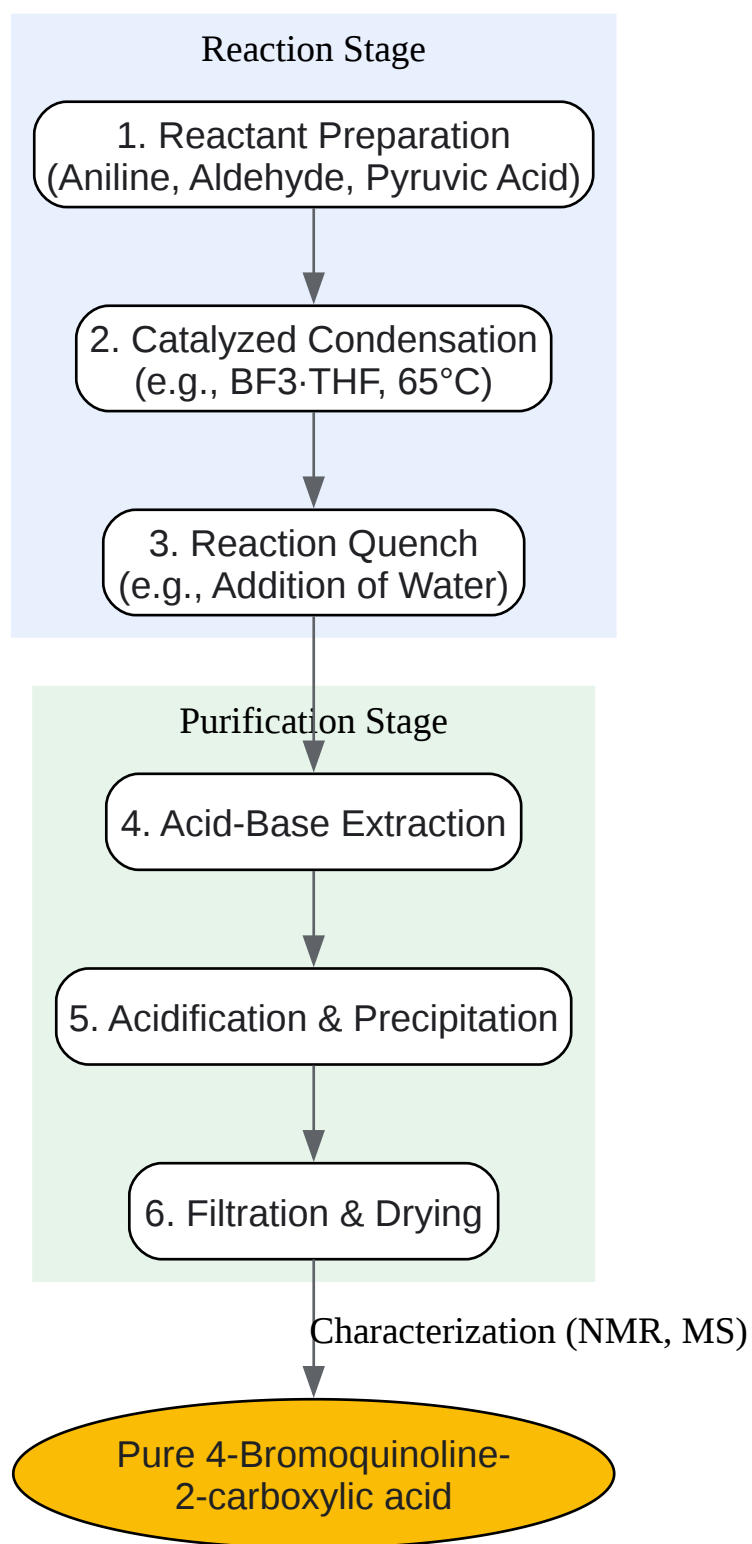 Reaction Stage
1. Reactant Preparation
(Aniline, Aldehyde, Pyruvic Acid)
2. Catalyzed Condensation
(e.g., BF3·THF, 65°C)
3. Reaction Quench
(e.g., Addition of Water)
Purification Stage
4. Acid-Base Extraction
5. Acidification & Precipitation
6. Filtration & Drying
Characterization (NMR, MS)
Pure 4-Bromoquinoline-
2-carboxylic acid